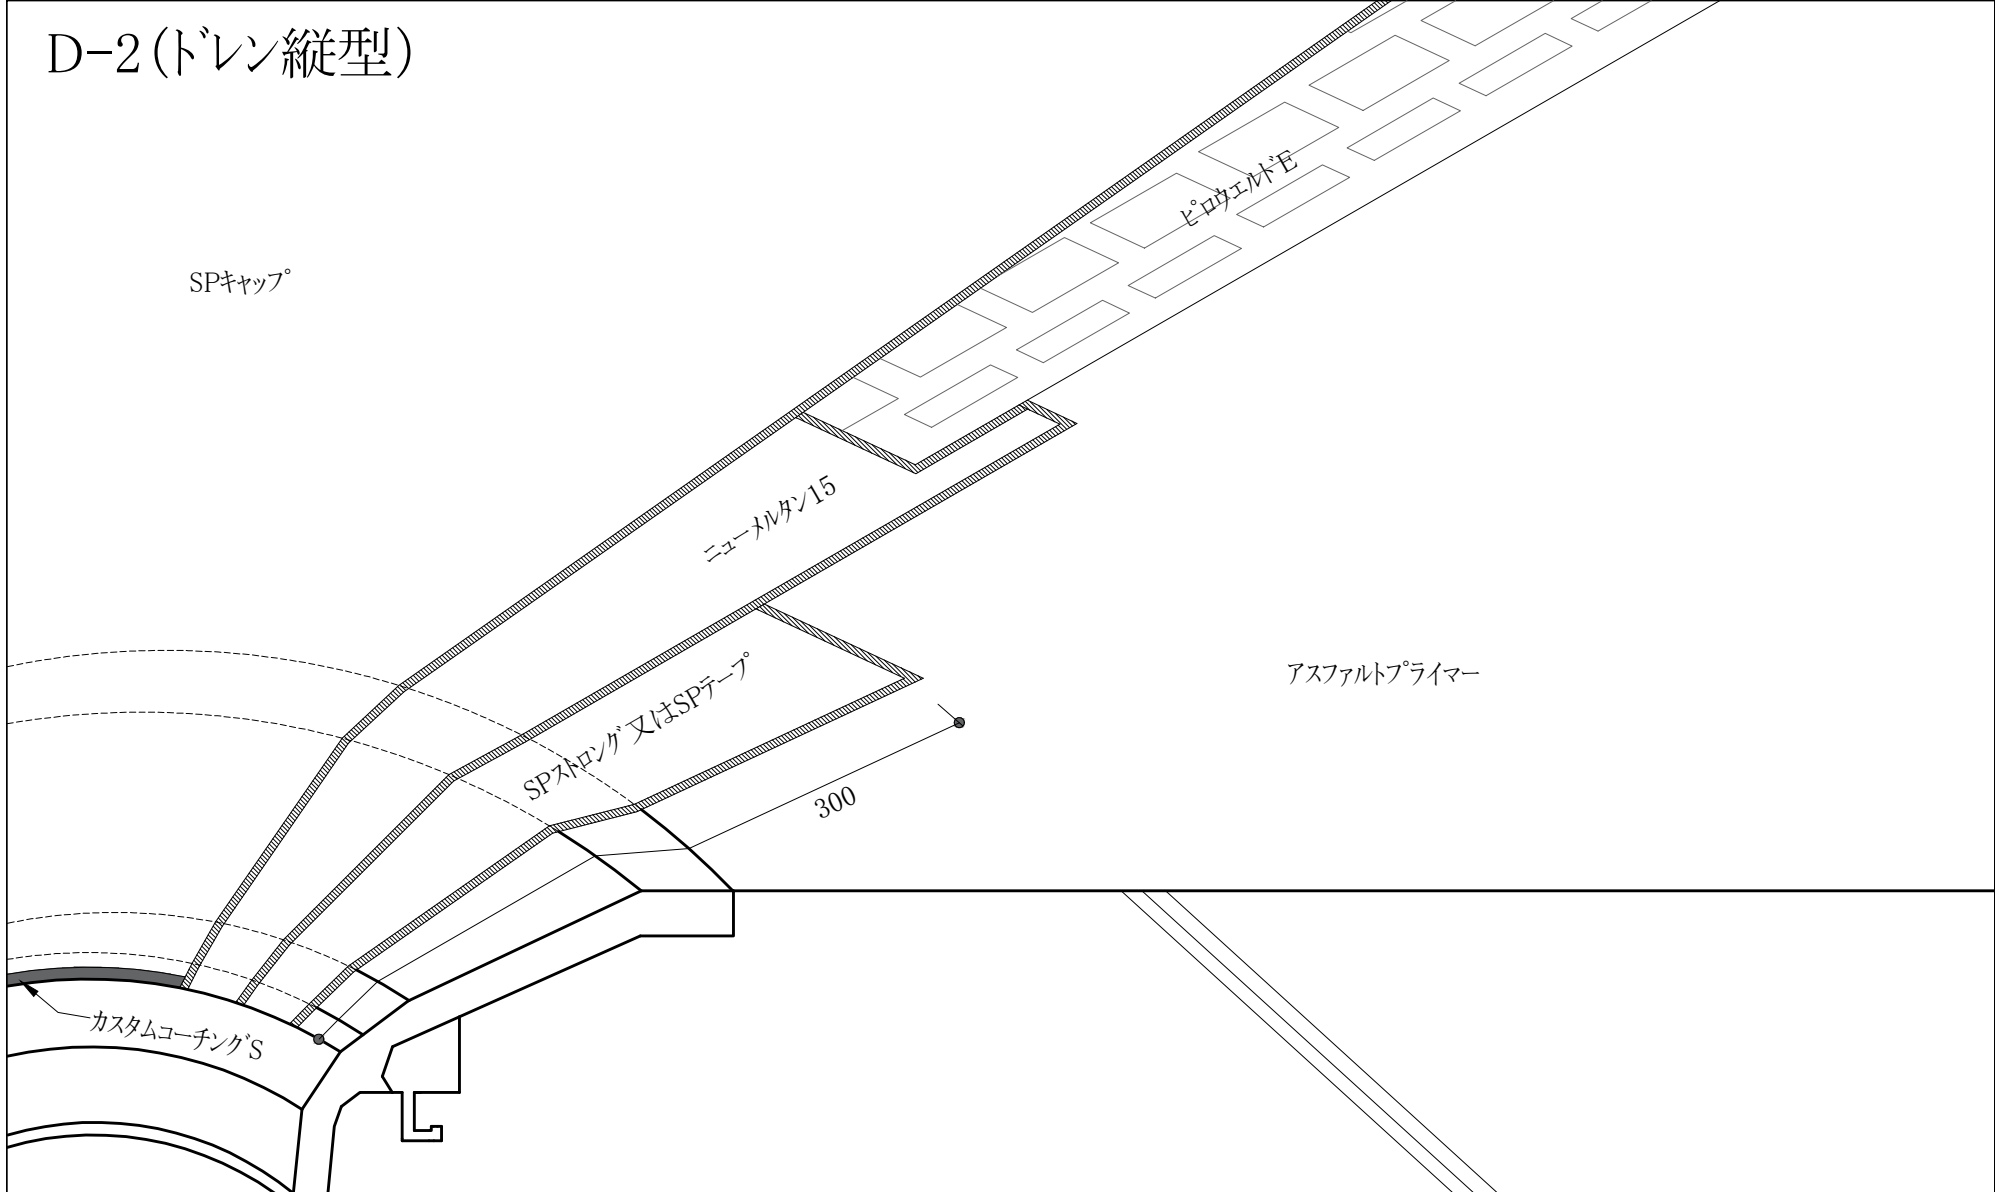 D-2(ドレン縦型)
ピロウエルドE
SPキャップ
ニューメルタン15
アスファルトプライマー
SPストロング又はSPテープ
300
カスタムコーチングS